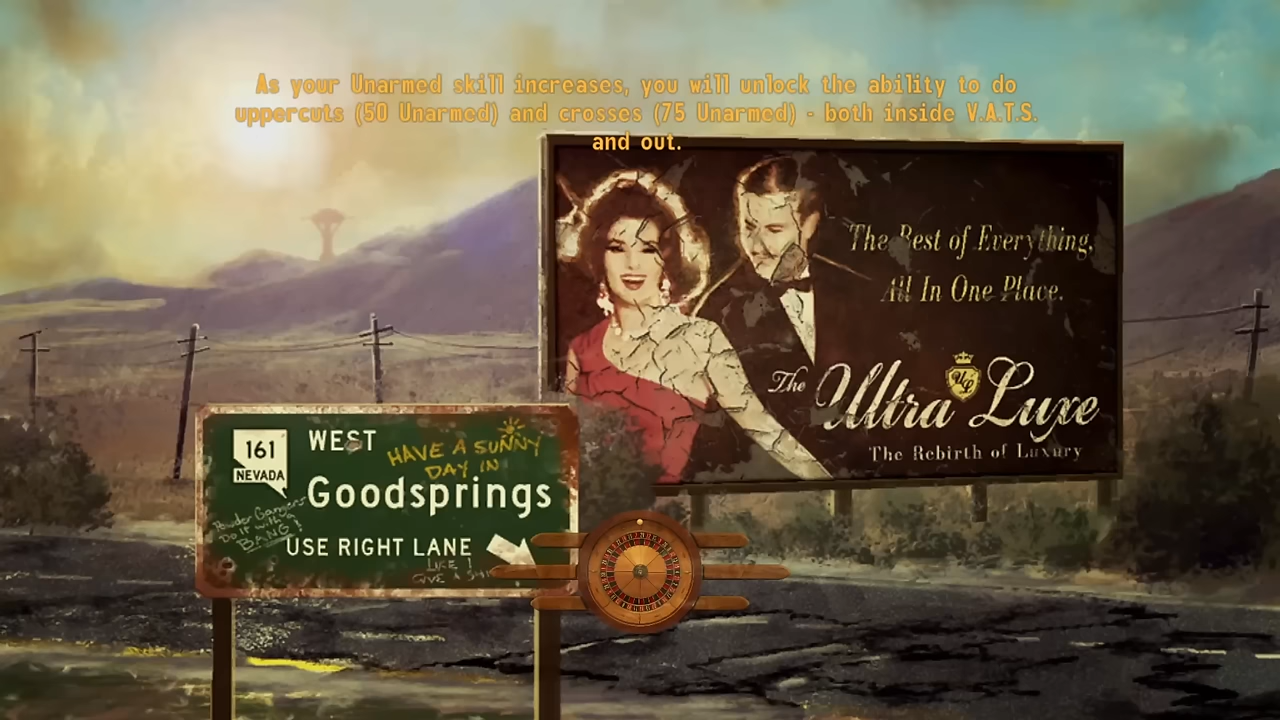 As your Unarmed skill increases, you will unlock the ability to do
uppercuts (50 Unarmed) and crosses (75 Unarmed) - both inside V.A.T.S.
and out.
The Best of Everything,
All In One Place.
The Ultra Luxe
UL
The Rebirth of Luxury
161
NEVADA
WEST
HAVE A SUNNY
DAY IN
Goodsprings
Powder Gangers
Do it with a
BANG!
USE RIGHT LANE
LIKE I
GIVE A